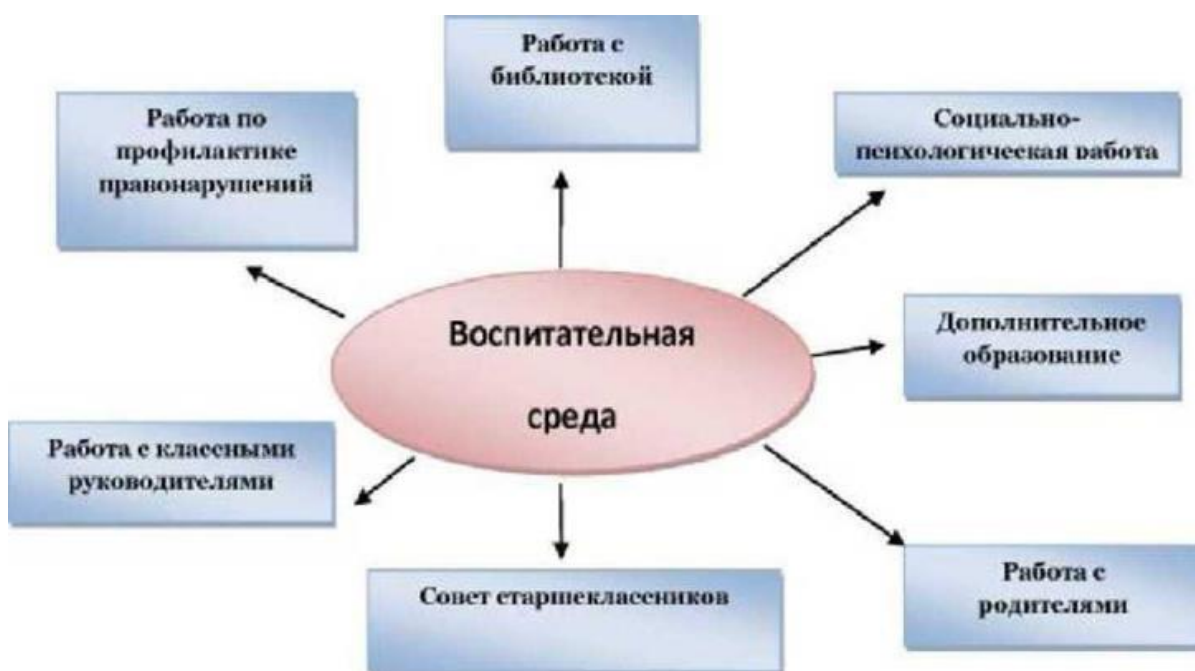 Работа с
библиотекой
Работа по
профилактике
правонарушений
Социально-
психологическая работа
Воспитательная
среда
Дополнительное
образование
Работа с классными
руководителями
Совет старшеклассников
Работа с
родителями